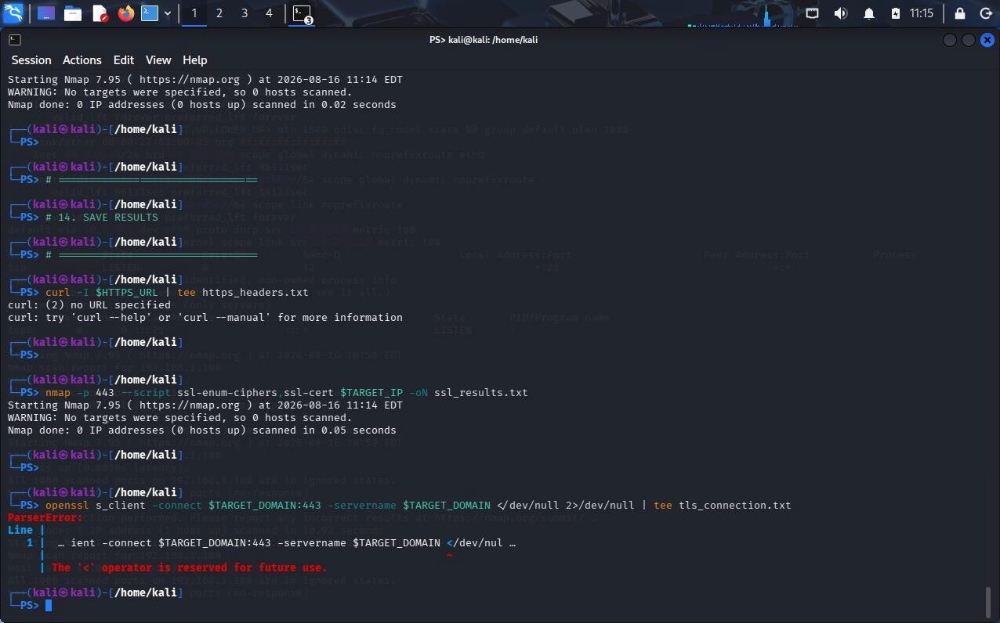 1 2 3 4 3 11:15
PS> kali@kali: /home/kali
Session Actions Edit View Help
Starting Nmap 7.95 ( https://nmap.org ) at 2026-08-16 11:14 EDT
WARNING: No targets were specified, so 0 hosts scanned.
Nmap done: 0 IP addresses (0 hosts up) scanned in 0.02 seconds
┌──(kali㉿kali)-[/home/kali]
└─PS>
┌──(kali㉿kali)-[/home/kali]
└─PS> # ================================
┌──(kali㉿kali)-[/home/kali]
└─PS> # 14. SAVE RESULTS
┌──(kali㉿kali)-[/home/kali]
└─PS> # ================================
┌──(kali㉿kali)-[/home/kali]
└─PS> curl -I $HTTPS_URL | tee https_headers.txt
curl: (2) no URL specified
curl: try 'curl --help' or 'curl --manual' for more information
┌──(kali㉿kali)-[/home/kali]
└─PS>
┌──(kali㉿kali)-[/home/kali]
└─PS> nmap -p 443 --script ssl-enum-ciphers,ssl-cert $TARGET_IP -oN ssl_results.txt
Starting Nmap 7.95 ( https://nmap.org ) at 2026-08-16 11:14 EDT
WARNING: No targets were specified, so 0 hosts scanned.
Nmap done: 0 IP addresses (0 hosts up) scanned in 0.05 seconds
┌──(kali㉿kali)-[/home/kali]
└─PS>
┌──(kali㉿kali)-[/home/kali]
└─PS> openssl s_client -connect $TARGET_DOMAIN:443 -servername $TARGET_DOMAIN </dev/null 2>/dev/null | tee tls_connection.txt
ParserError:
Line |
1 | … ient -connect $TARGET_DOMAIN:443 -servername $TARGET_DOMAIN </dev/nul …
| ~
| The '<' operator is reserved for future use.
┌──(kali㉿kali)-[/home/kali]
└─PS>